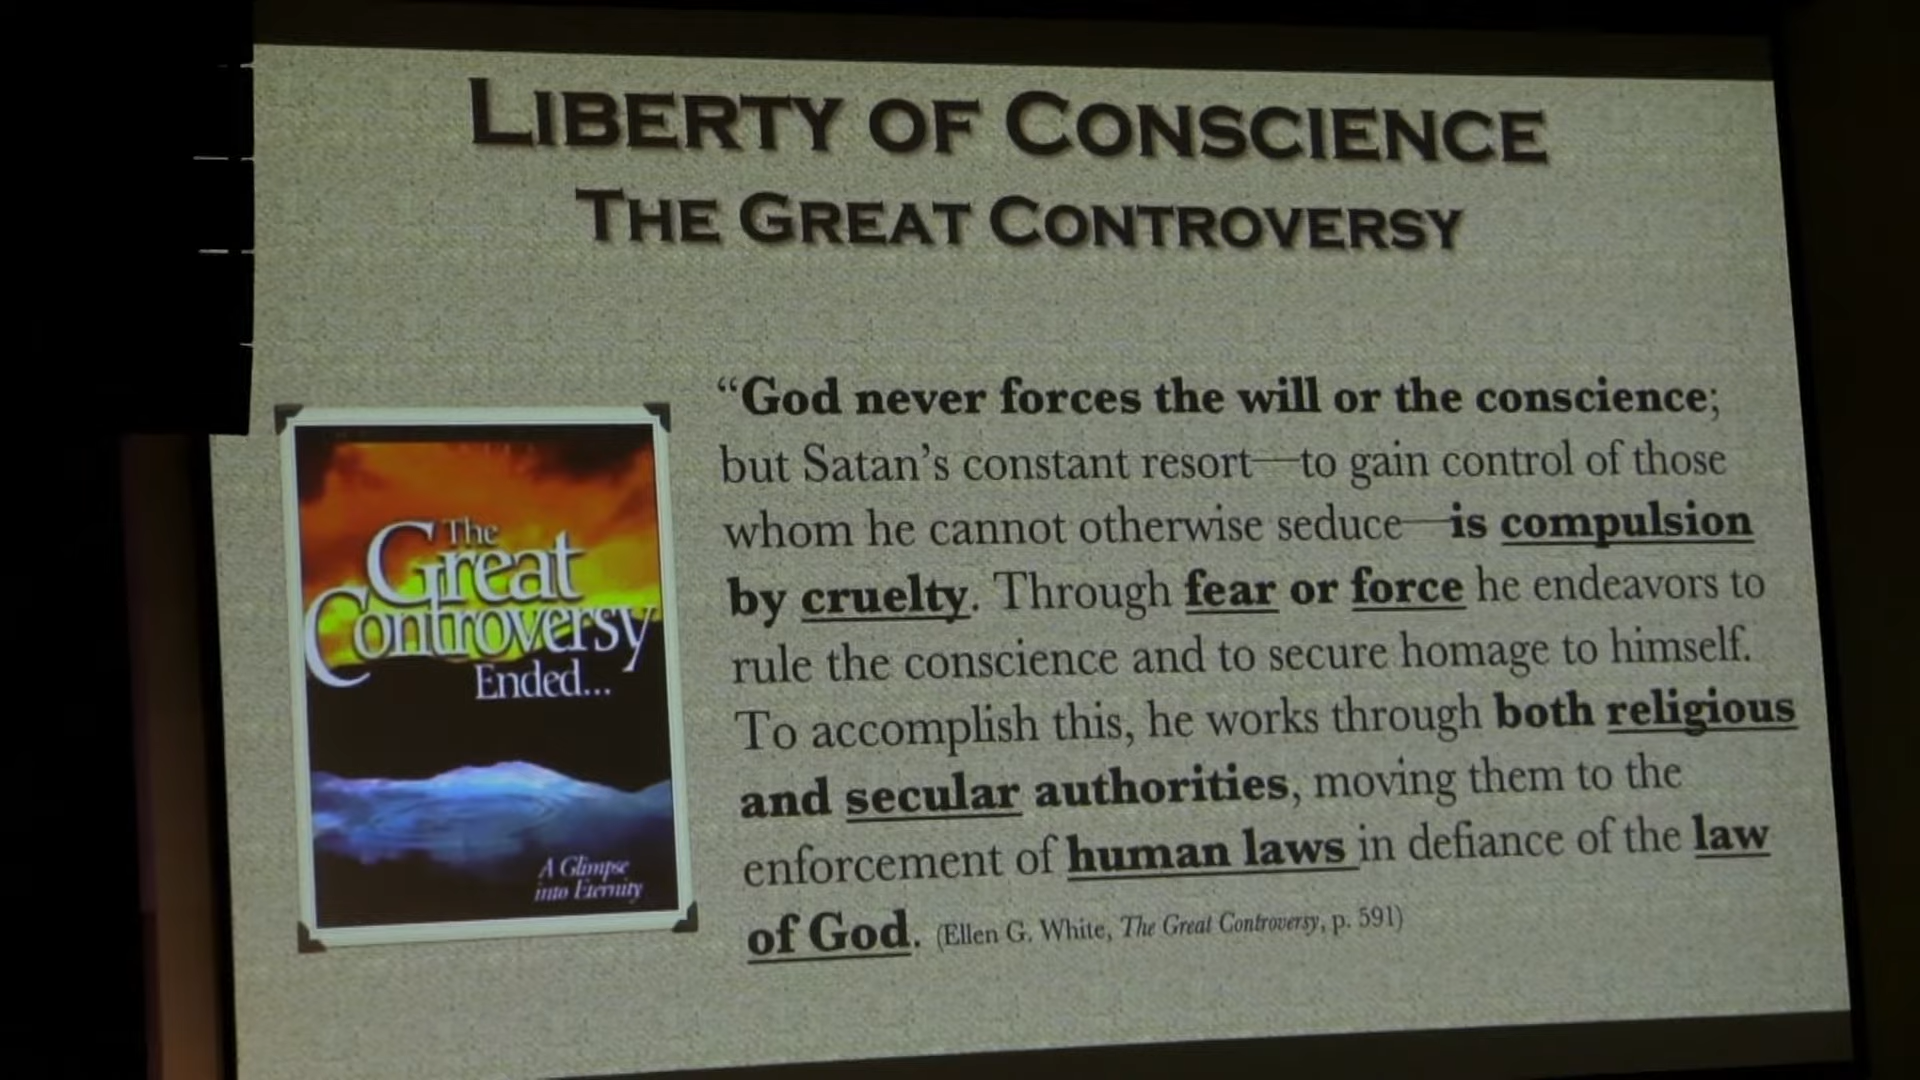 LIBERTY OF CONSCIENCE
THE GREAT CONTROVERSY
“God never forces the will or the conscience;
but Satan’s constant resort—to gain control of those
whom he cannot otherwise seduce—is compulsion
by cruelty. Through fear or force he endeavors to
rule the conscience and to secure homage to himself.
To accomplish this, he works through both religious
and secular authorities, moving them to the
enforcement of human laws in defiance of the law
of God. (Ellen G. White, The Great Controversy, p. 591)
The
Great
Controversy
Ended...
A Glimpse
into Eternity